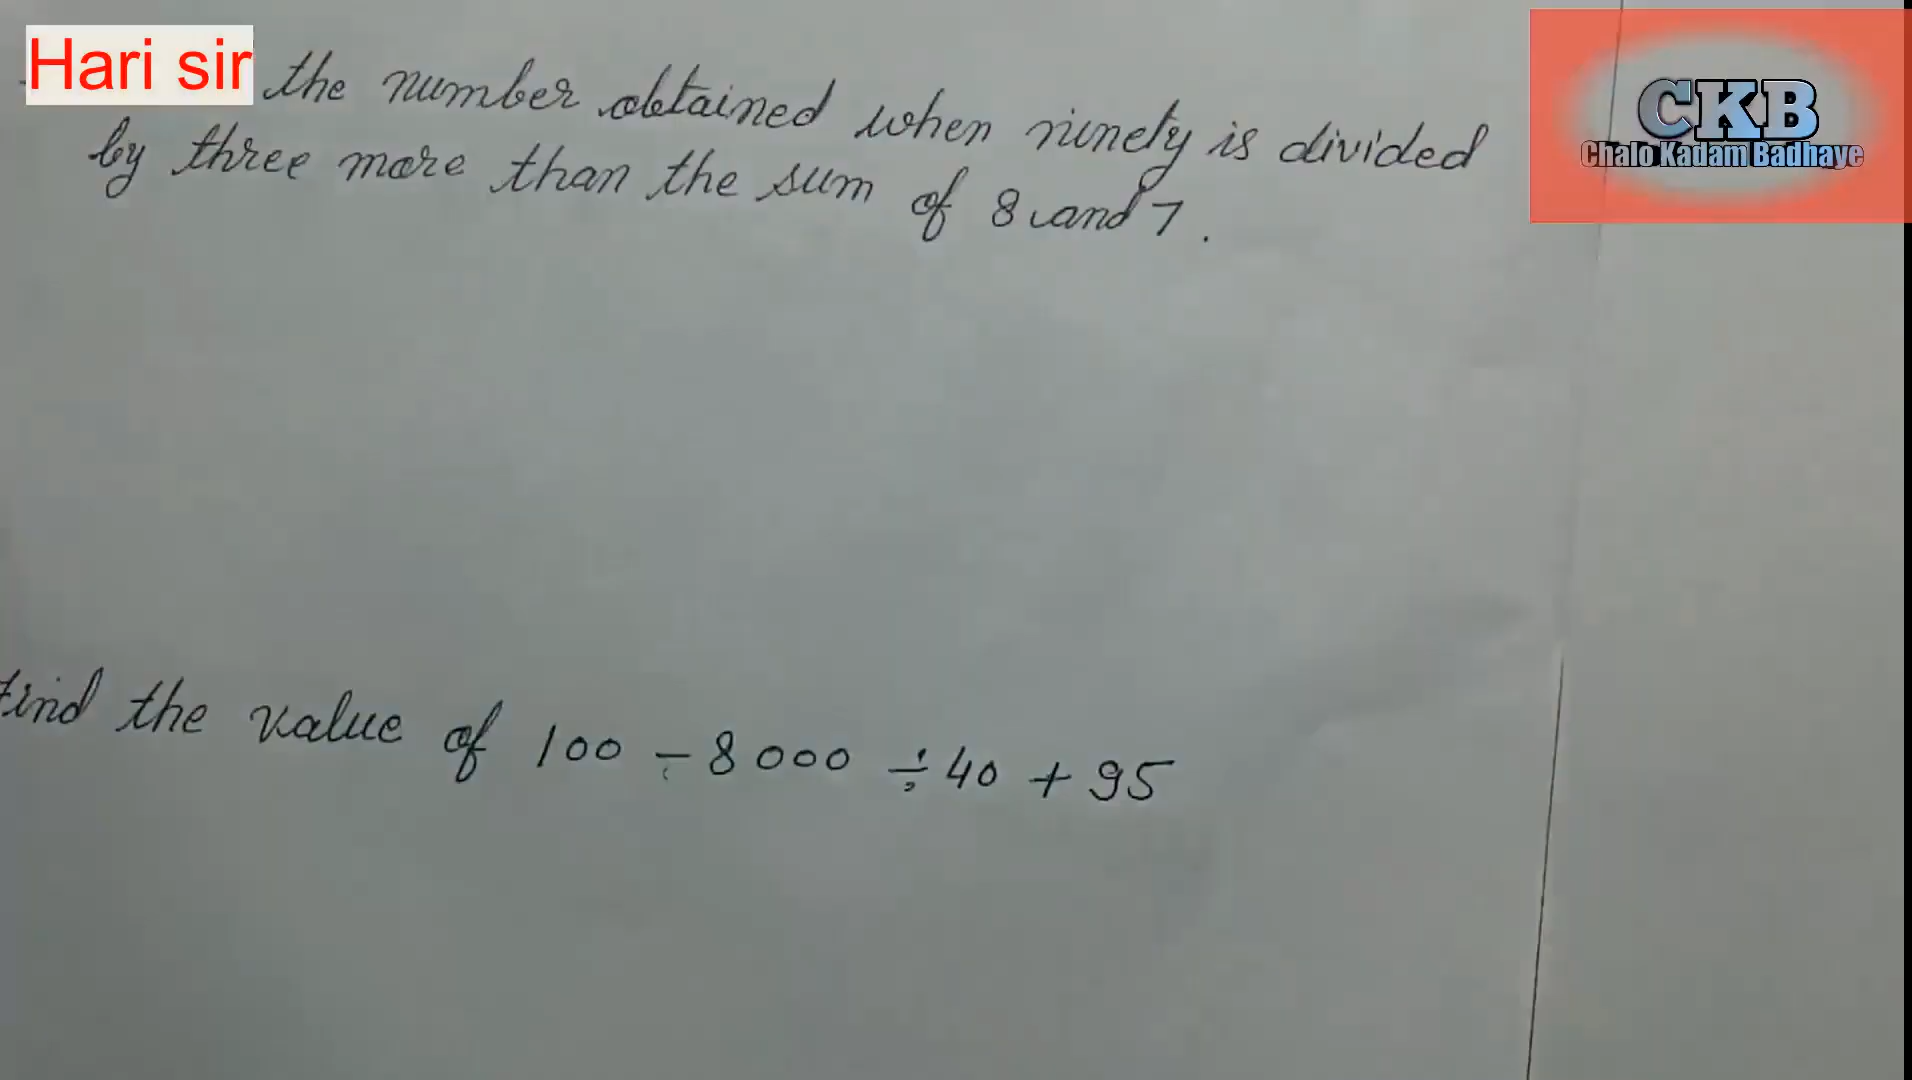 Hari sir the number obtained when ninety is divided
by three more than the sum of 8 and 7.
CKB
Chalo Kadam Badhaye
Find the value of 100 - 8000 ÷ 40 + 95